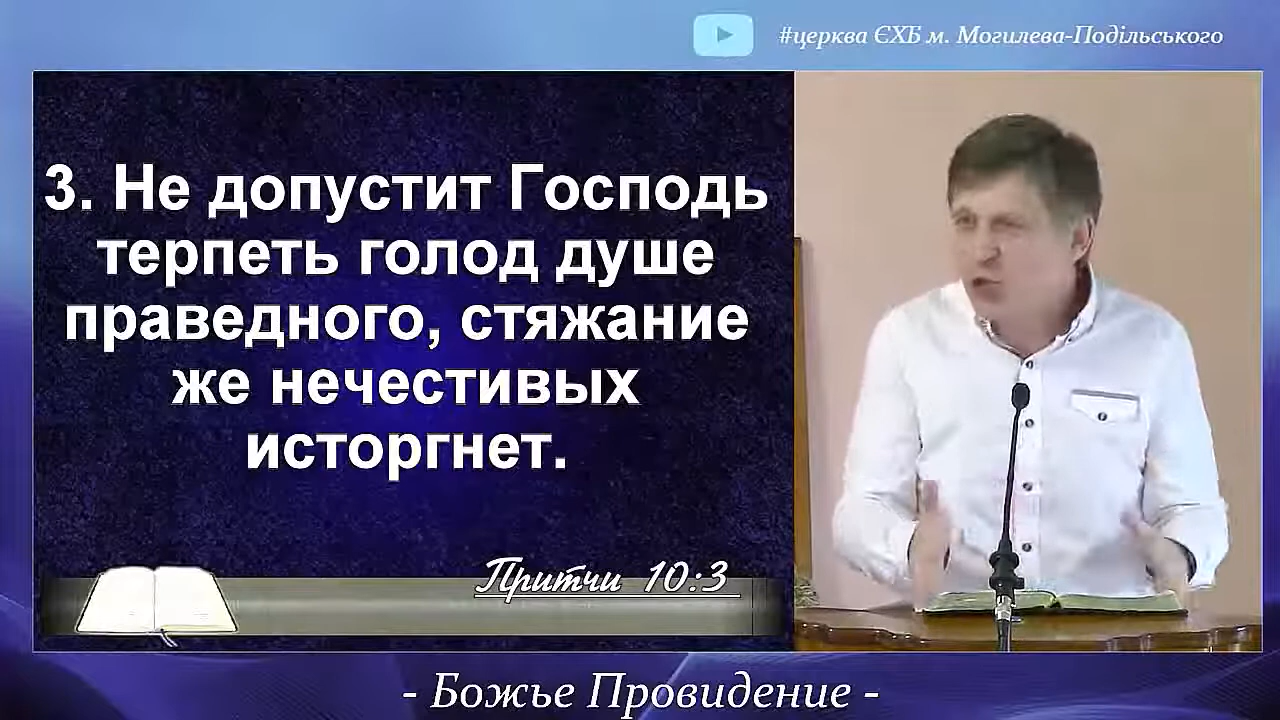 #церква ЄХБ м. Могилева-Подільського
3. Не допустит Господь
терпеть голод душе
праведного, стяжание
же нечестивых
исторгнет.
Притчи 10:3
- Божье Провидение -